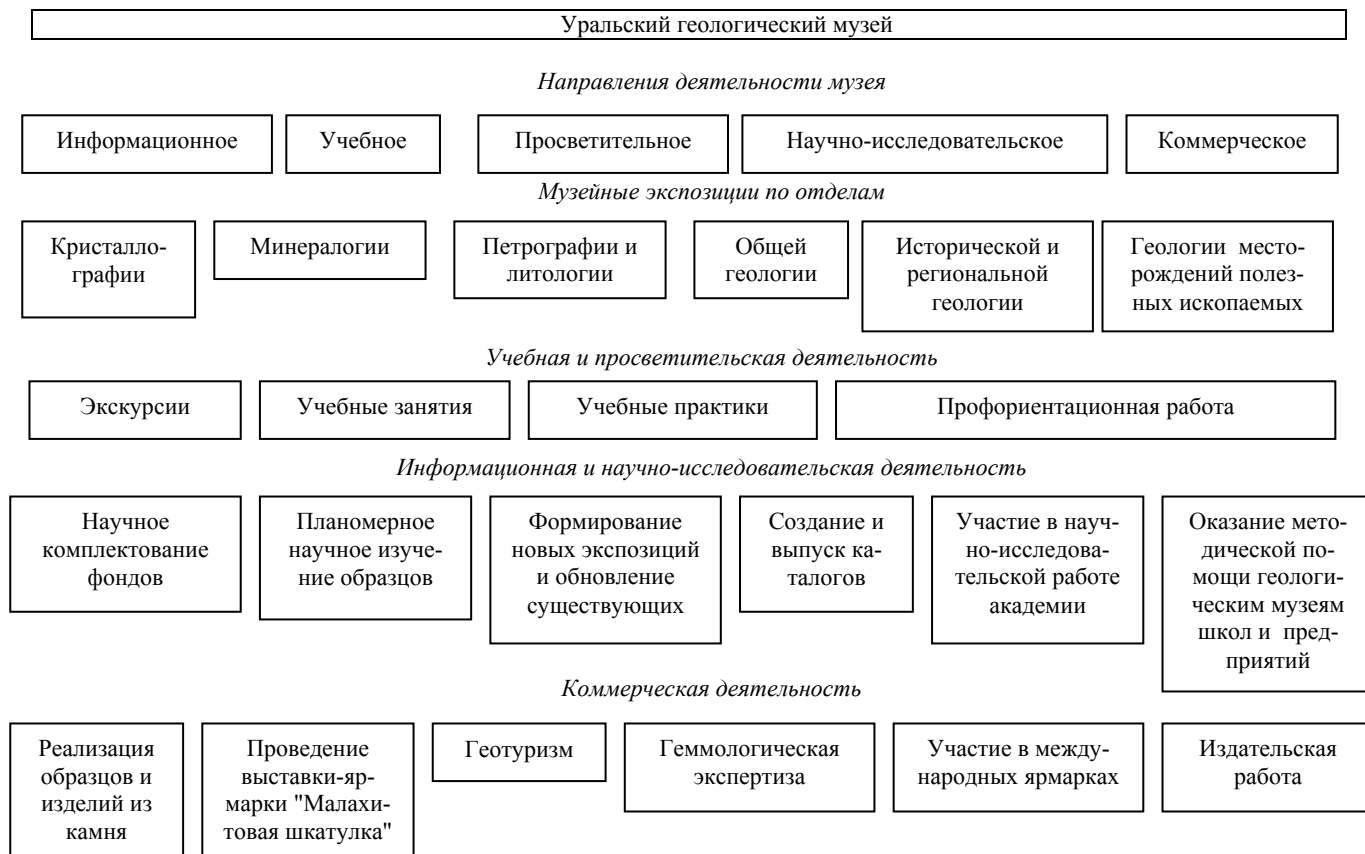 Уральский геологический музей
Направления деятельности музея
Информационное
Учебное
Просветительное
Научно-исследовательское
Коммерческое
Музейные экспозиции по отделам
Кристалло-
графии
Минералогии
Петрографии и
литологии
Общей
геологии
Исторической и
региональной
геологии
Геологии место-
рождений полез-
ных ископаемых
Учебная и просветительская деятельность
Экскурсии
Учебные занятия
Учебные практики
Профориентационная работа
Информационная и научно-исследовательская деятельность
Научное
комплектование
фондов
Планомерное
научное изуче-
ние образцов
Формирование
новых экспозиций
и обновление
существующих
Создание и
выпуск ка-
талогов
Участие в науч-
но-исследова-
тельской работе
академии
Оказание мето-
дической по-
мощи геологи-
ческим музеям
школ и пред-
приятий
Коммерческая деятельность
Реализация
образцов и
изделий из
камня
Проведение
выставки-яр-
марки "Малахи-
товая шкатулка"
Геотуризм
Геммологическая
экспертиза
Участие в между-
народных ярмарках
Издательская
работа